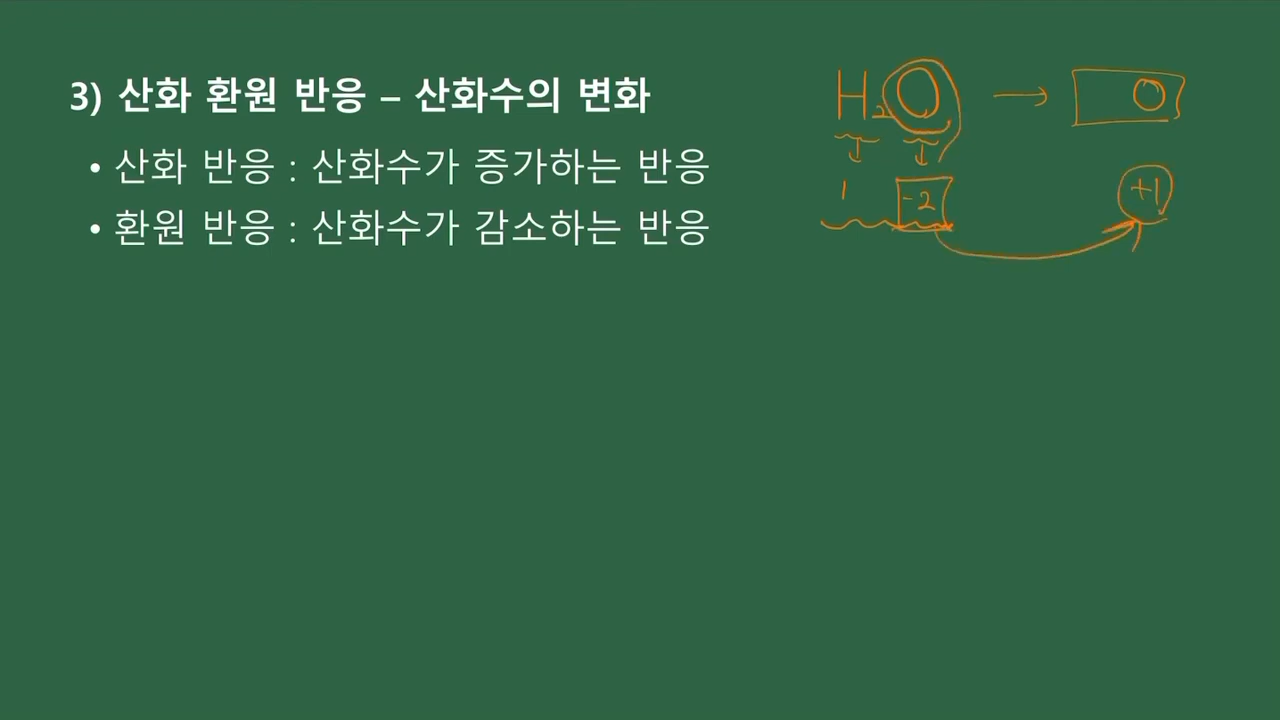 3) 산화 환원 반응 – 산화수의 변화
• 산화 반응 : 산화수가 증가하는 반응
• 환원 반응 : 산화수가 감소하는 반응
H₂O → O
1 -2 +1